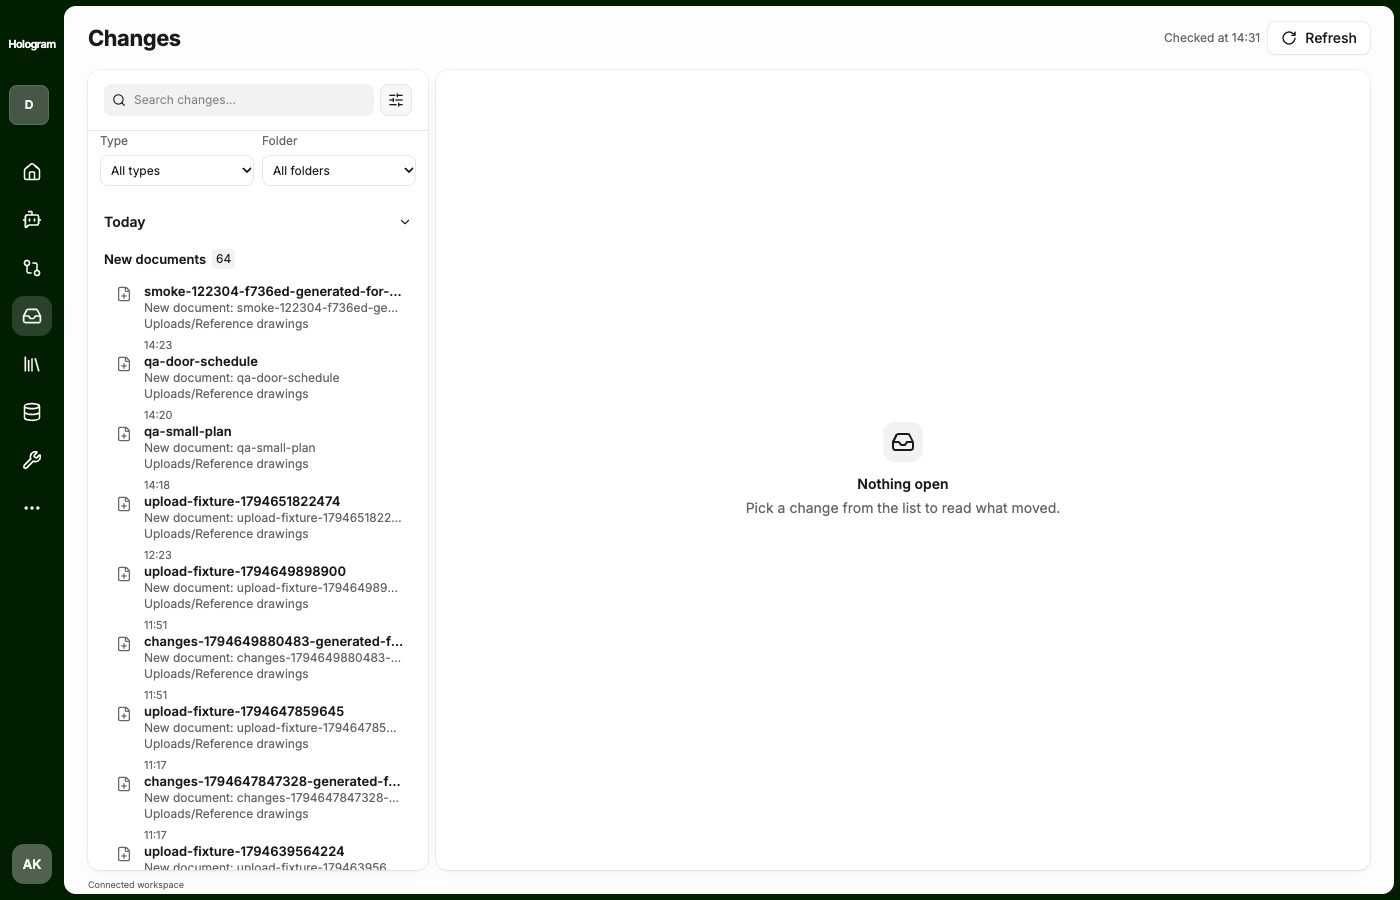 Hologram
D
AK
Changes
Checked at 14:31
Refresh
Search changes...
Type
Folder
All types
All folders
Today
New documents 64
smoke-122304-f736ed-generated-for-...
New document: smoke-122304-f736ed-ge...
Uploads/Reference drawings
14:23
qa-door-schedule
New document: qa-door-schedule
Uploads/Reference drawings
14:20
qa-small-plan
New document: qa-small-plan
Uploads/Reference drawings
14:18
upload-fixture-1794651822474
New document: upload-fixture-1794651822...
Uploads/Reference drawings
12:23
upload-fixture-1794649898900
New document: upload-fixture-179464989...
Uploads/Reference drawings
11:51
changes-1794649880483-generated-f...
New document: changes-1794649880483-...
Uploads/Reference drawings
11:51
upload-fixture-1794647859645
New document: upload-fixture-179464785...
Uploads/Reference drawings
11:17
changes-1794647847328-generated-f...
New document: changes-1794647847328-...
Uploads/Reference drawings
11:17
upload-fixture-1794639564224
New document: upload-fixture-179463956...
Nothing open
Pick a change from the list to read what moved.
Connected workspace